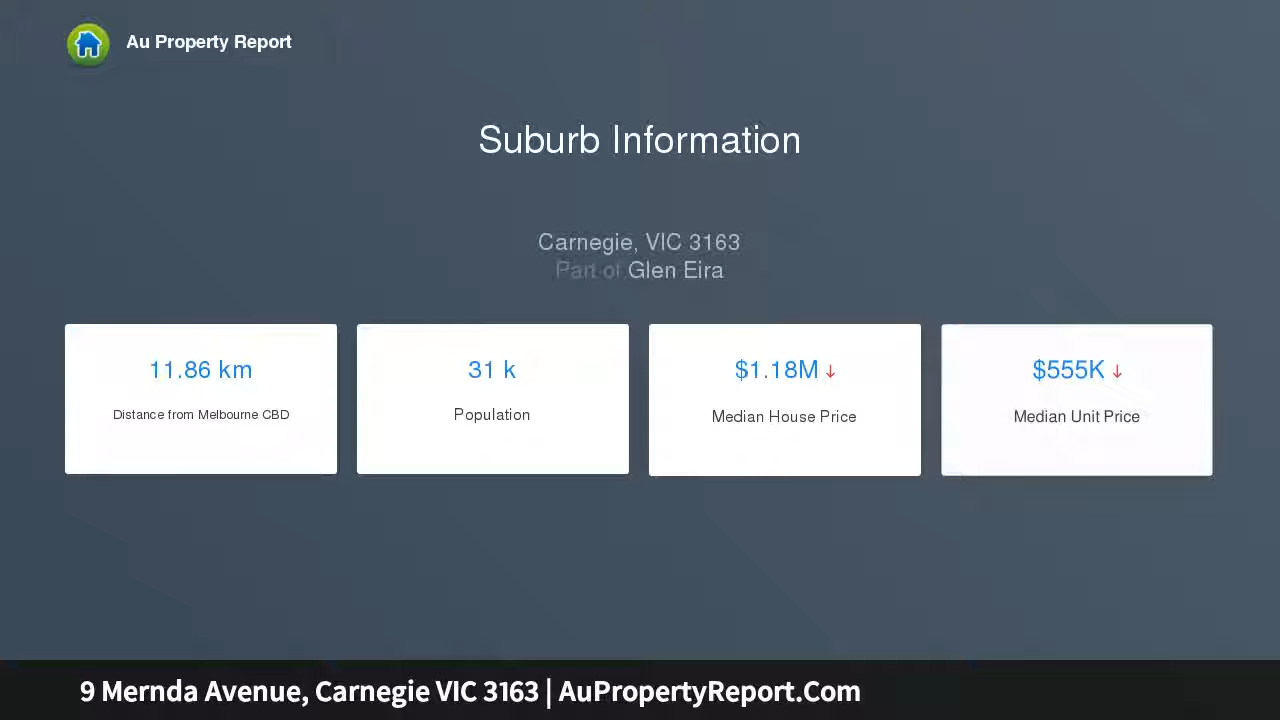 Au Property Report
Suburb Information
Carnegie, VIC 3163
Part of Glen Eira
11.86 km
Distance from Melbourne CBD
31 k
Population
$1.18M ↓
Median House Price
$555K ↓
Median Unit Price
9 Mernda Avenue, Carnegie VIC 3163 | AuPropertyReport.Com